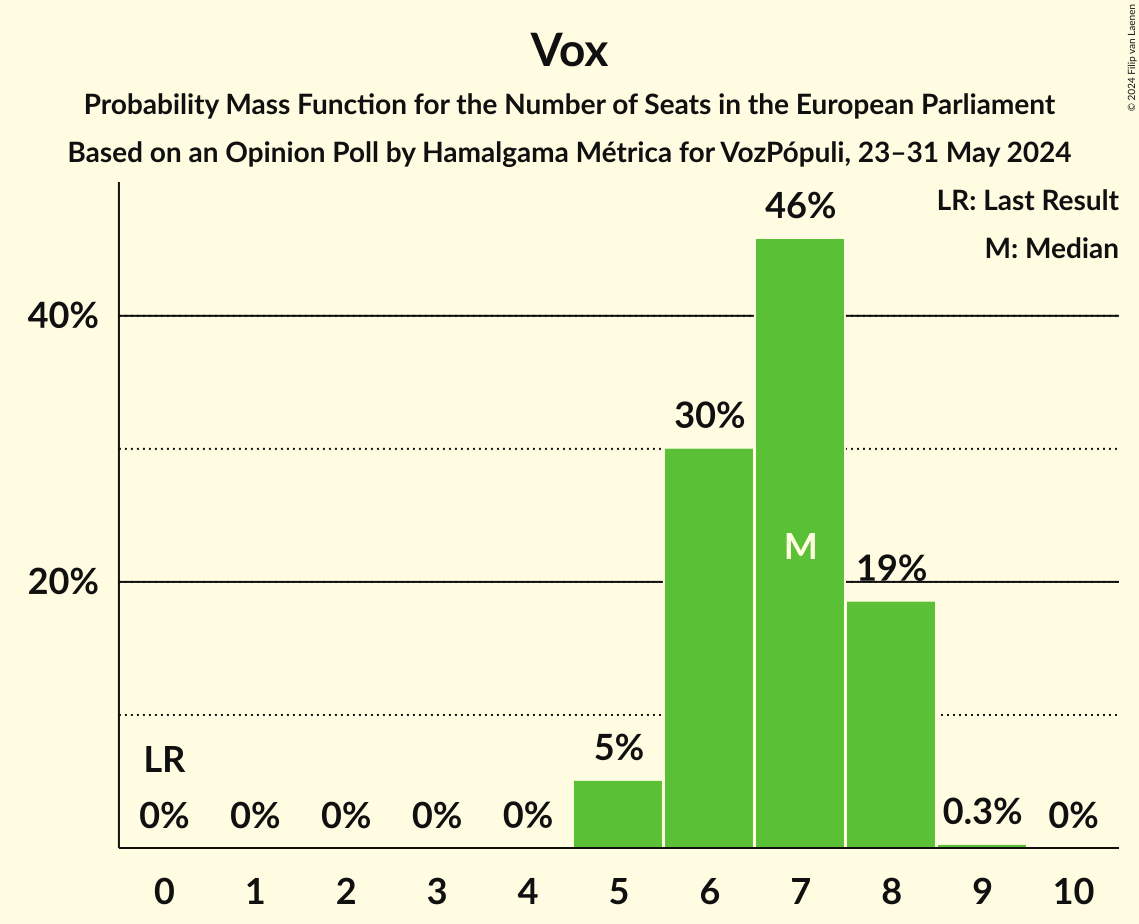 Vox
Probability Mass Function for the Number of Seats in the European Parliament
Based on an Opinion Poll by Hamalgama Métrica for VozPópuli, 23–31 May 2024
© 2024 Filip van Laenen
LR: Last Result
M: Median
46%
40%
30%
M
20%
19%
LR
5%
0% 0% 0% 0% 0% 0.3% 0%
0 1 2 3 4 5 6 7 8 9 10